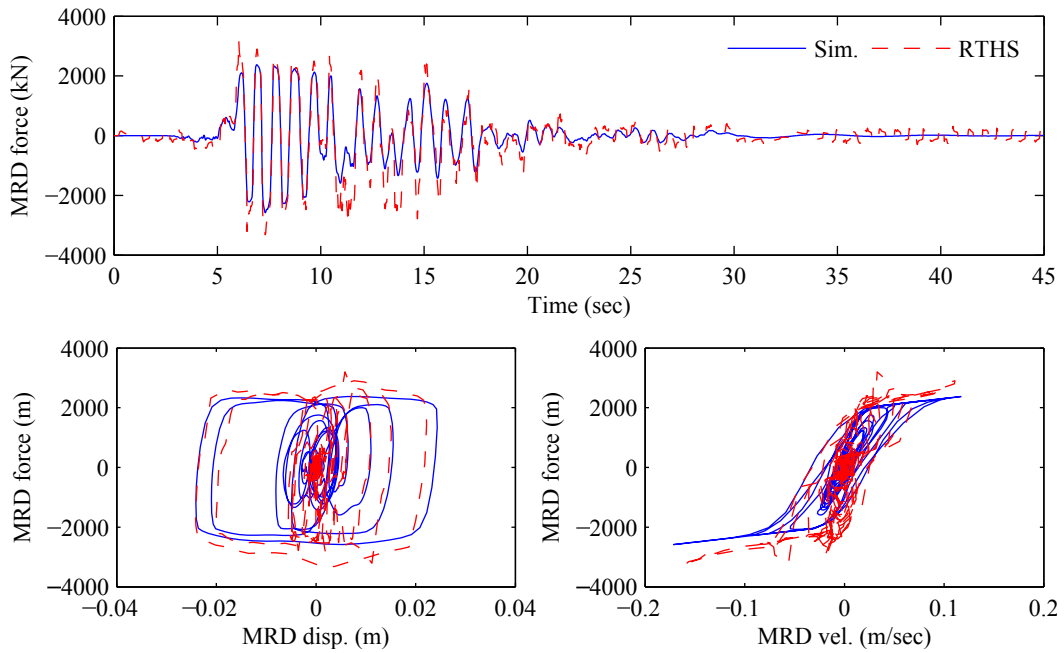 4000
2000
0
−2000
−4000
MRD force (kN)
Sim. RTHS
0 5 10 15 20 25 30 35 40 45
Time (sec)
4000
2000
0
−2000
−4000
MRD force (m)
−0.04 −0.02 0 0.02 0.04
MRD disp. (m)
4000
2000
0
−2000
−4000
MRD force (m)
−0.2 −0.1 0 0.1 0.2
MRD vel. (m/sec)